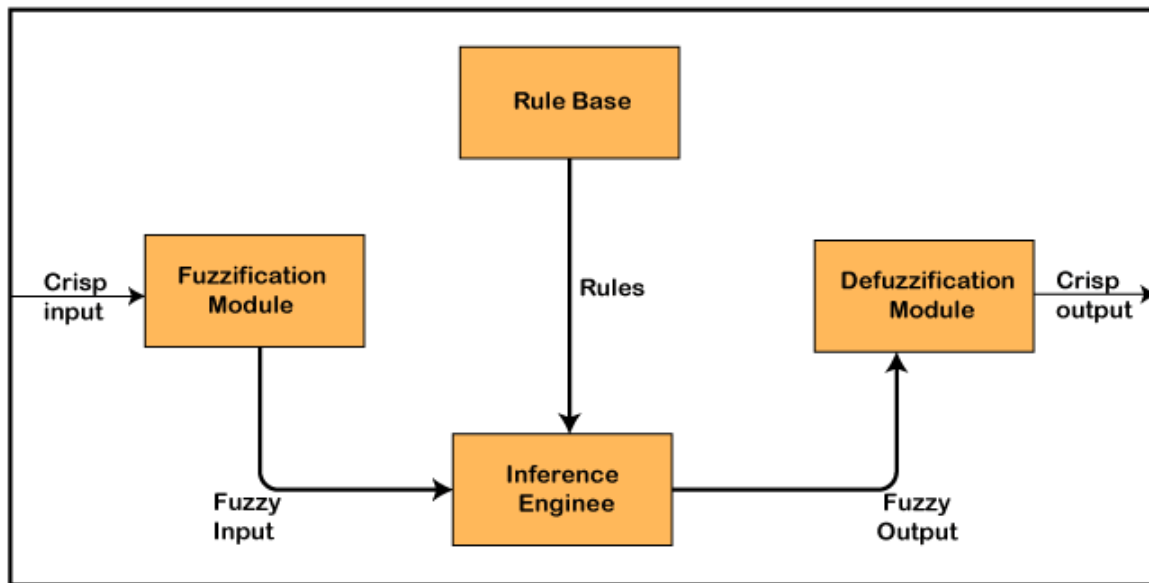 Rule Base
Crisp
input
Fuzzification
Module
Rules
Defuzzification
Module
Crisp
output
Inference
Enginee
Fuzzy
Input
Fuzzy
Output